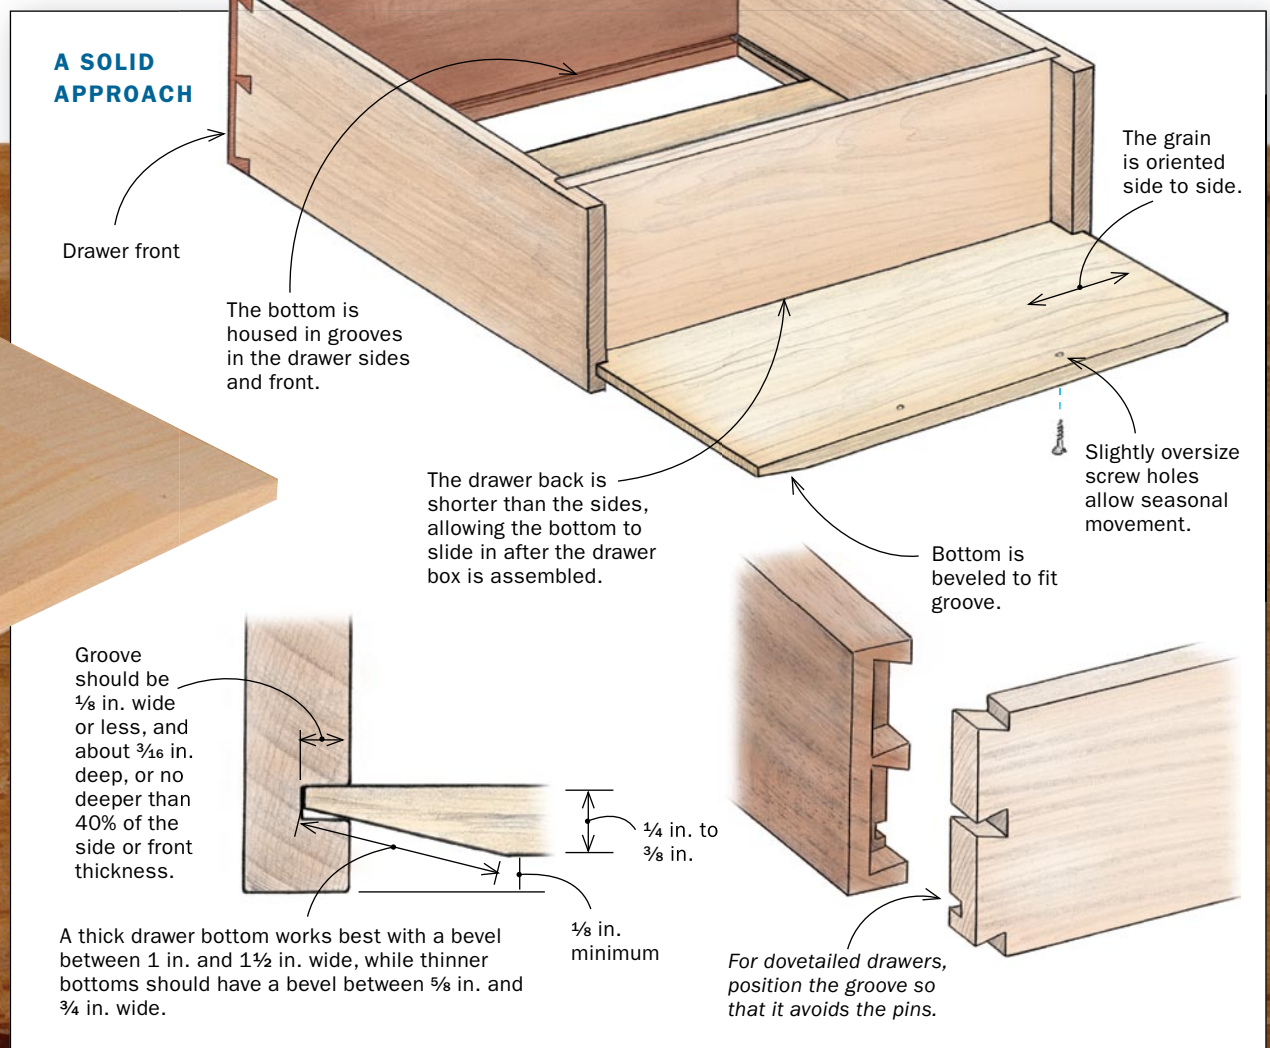 A SOLID
APPROACH
The grain
is oriented
side to side.
Drawer front
The bottom is
housed in grooves
in the drawer sides
and front.
Slightly oversize
screw holes
allow seasonal
movement.
The drawer back is
shorter than the sides,
allowing the bottom to
slide in after the drawer
box is assembled.
Bottom is
beveled to fit
groove.
Groove
should be
⅛ in. wide
or less, and
about 3⁄16 in.
deep, or no
deeper than
40% of the
side or front
thickness.
¼ in. to
⅜ in.
⅛ in.
minimum
A thick drawer bottom works best with a bevel
between 1 in. and 1½ in. wide, while thinner
bottoms should have a bevel between ⅝ in. and
¾ in. wide.
For dovetailed drawers,
position the groove so
that it avoids the pins.